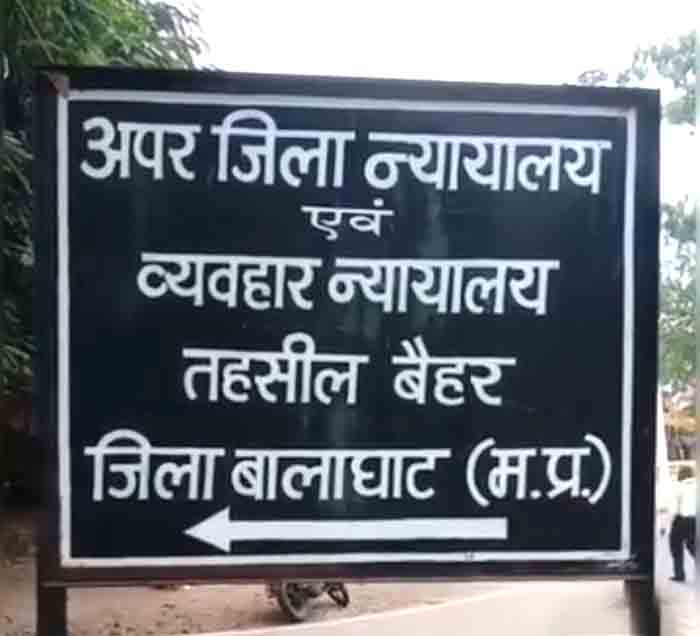 अपर जिला न्यायालय
एवं
व्यवहार न्यायालय
तहसील बैहर
जिला बालाघाट (म.प्र.)